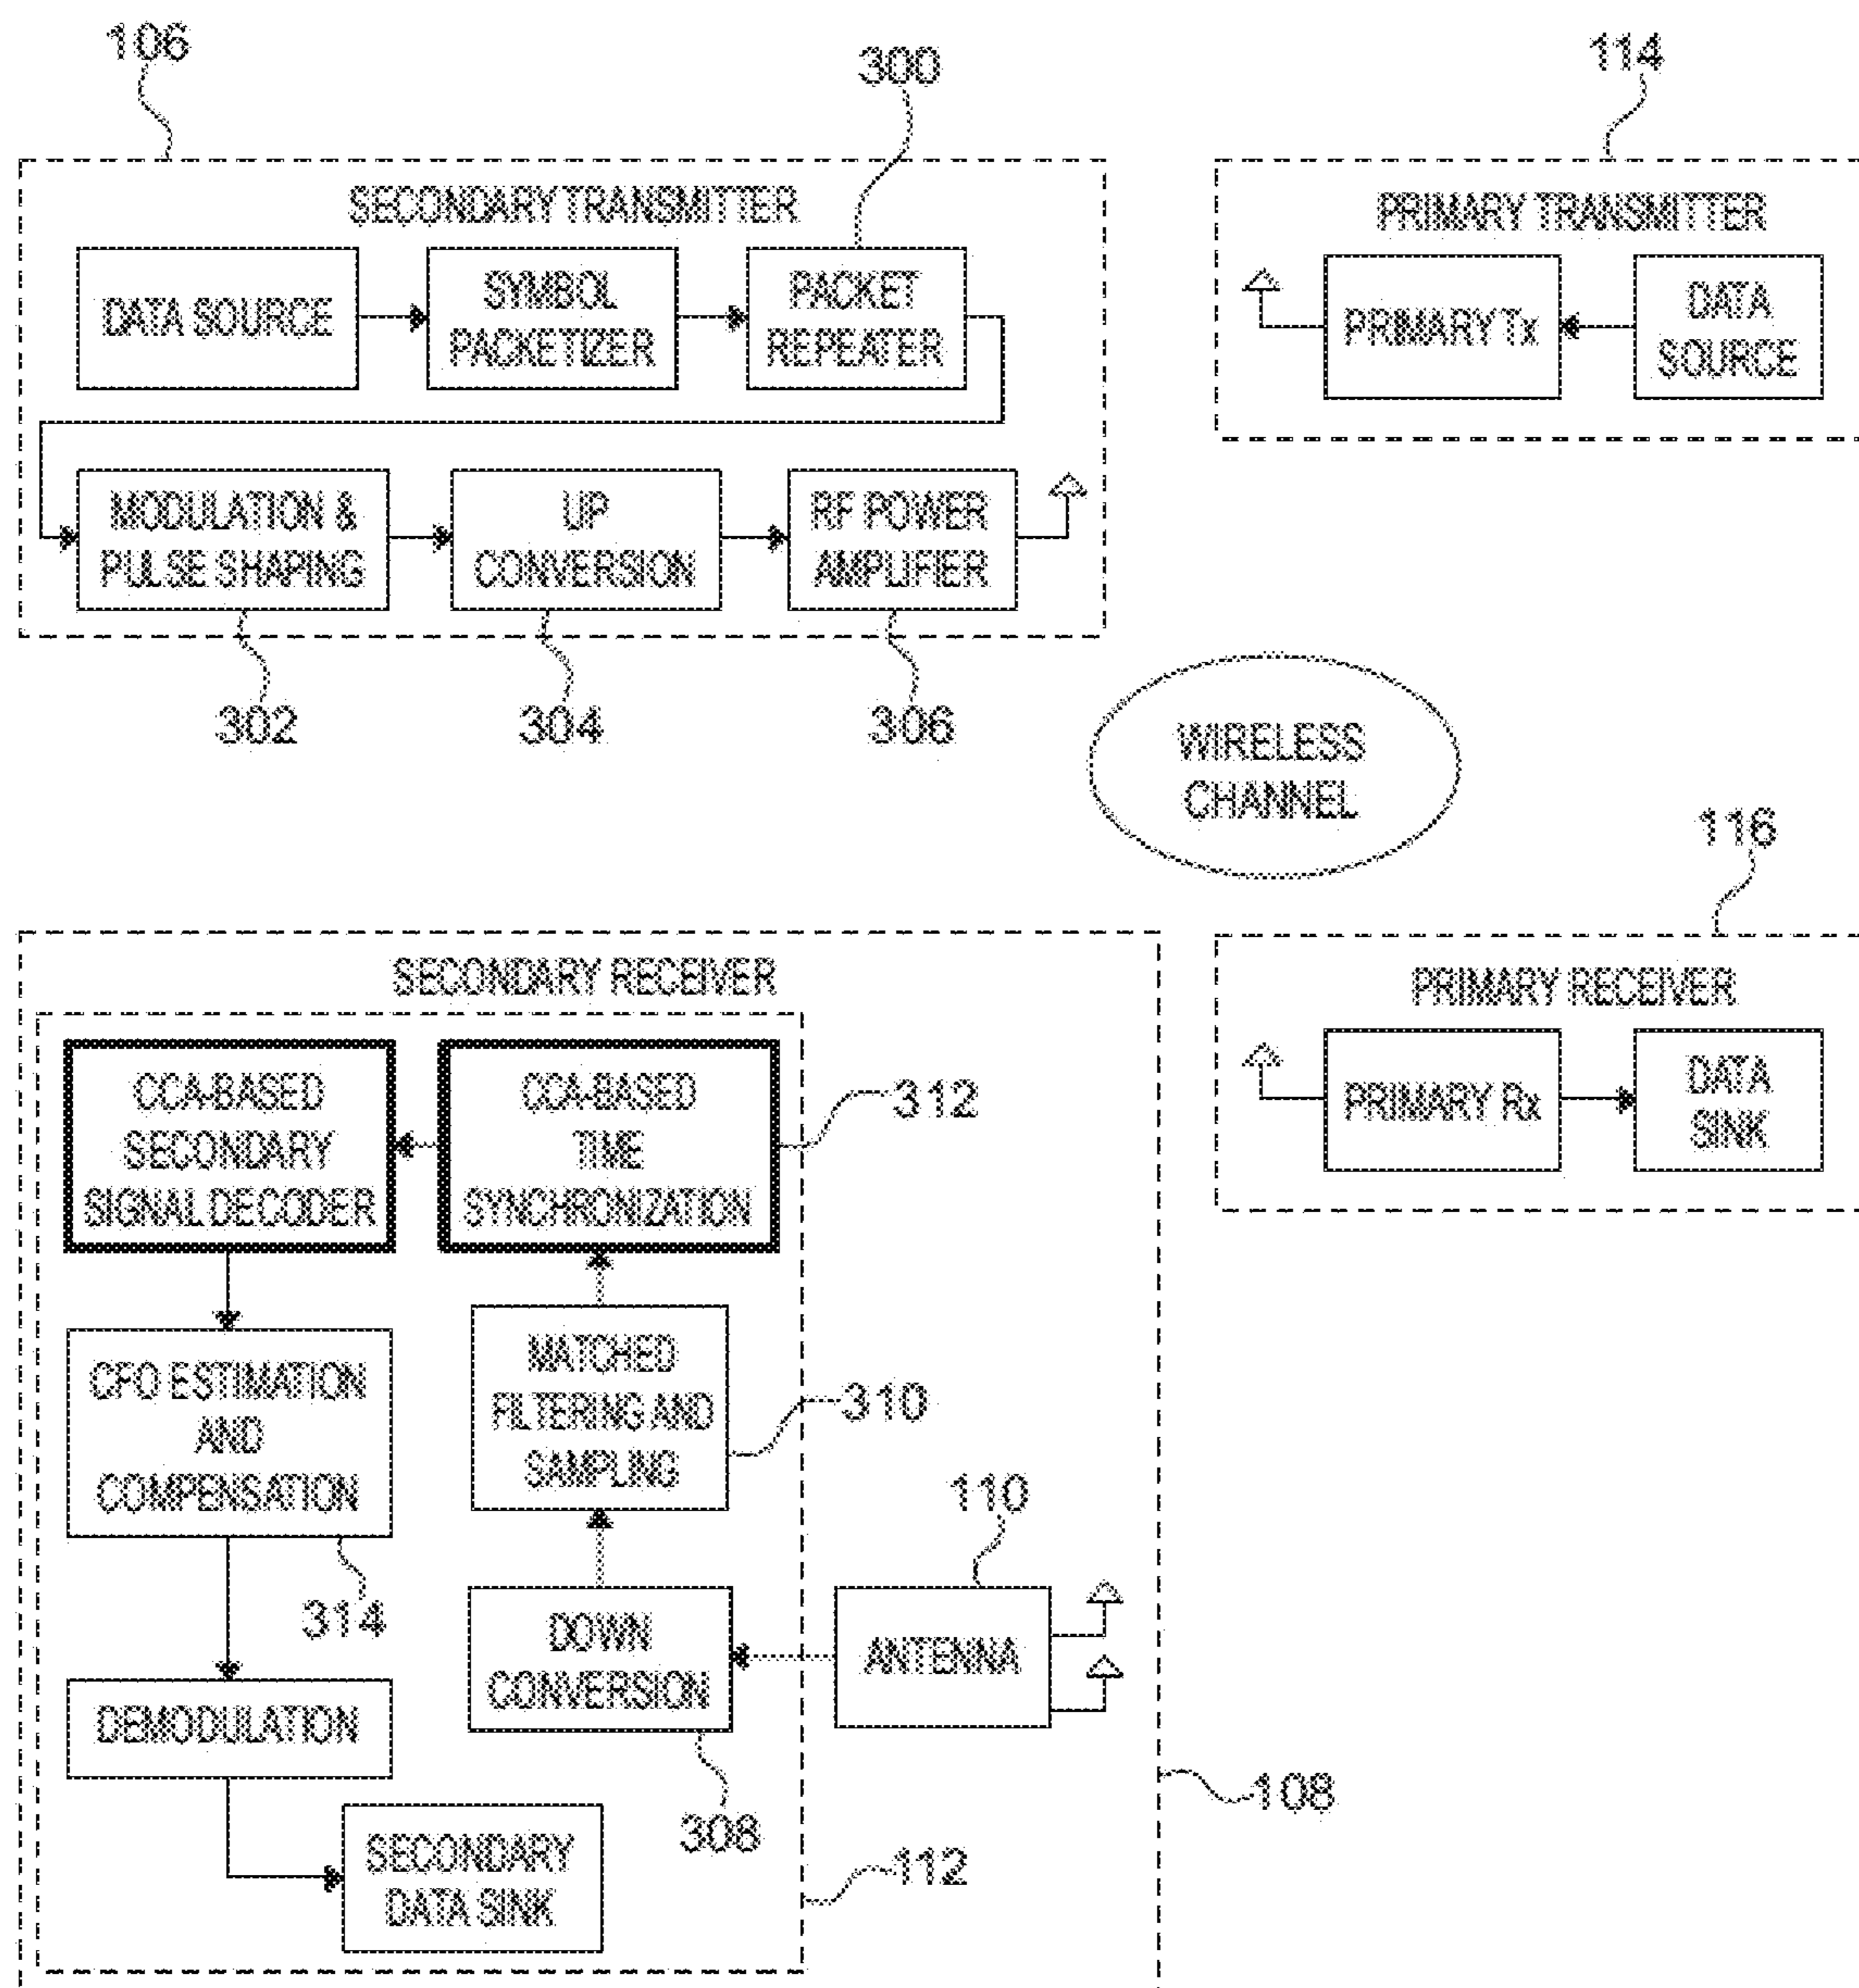 106
300
114
SECONDARY TRANSMITTER
DATA SOURCE
SYMBOL
PACKETIZER
PACKET
REPEATER
MODULATION &
PULSE SHAPING
UP
CONVERSION
RF POWER
AMPLIFIER
302
304
306
PRIMARY TRANSMITTER
PRIMARY Tx
DATA
SOURCE
WIRELESS
CHANNEL
116
PRIMARY RECEIVER
PRIMARY Rx
DATA
SINK
SECONDARY RECEIVER
CCA-BASED
SECONDARY
SIGNAL DECODER
CCA-BASED
TIME
SYNCHRONIZATION
312
CFO ESTIMATION
AND
COMPENSATION
314
MATCHED
FILTERING AND
SAMPLING
310
110
DOWN
CONVERSION
308
ANTENNA
DEMODULATION
SECONDARY
DATA SINK
108
112